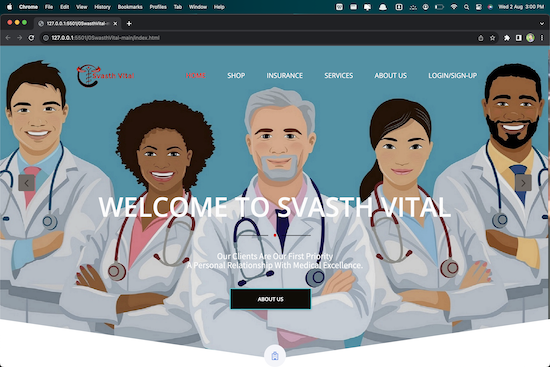 Chrome File Edit View History Bookmarks Profiles Tab Window Help Wed 2 Aug 3:00 PM
127.0.0.1:5501/0SwasthVital-m
127.0.0.1:5501/0SwasthVital-main/index.html
Svasth Vital HOME SHOP INSURANCE SERVICES ABOUT US LOGIN/SIGN-UP
WELCOME TO SVASTH VITAL
Our Clients Are Our First Priority
A Personal Relationship With Medical Excellence.
ABOUT US